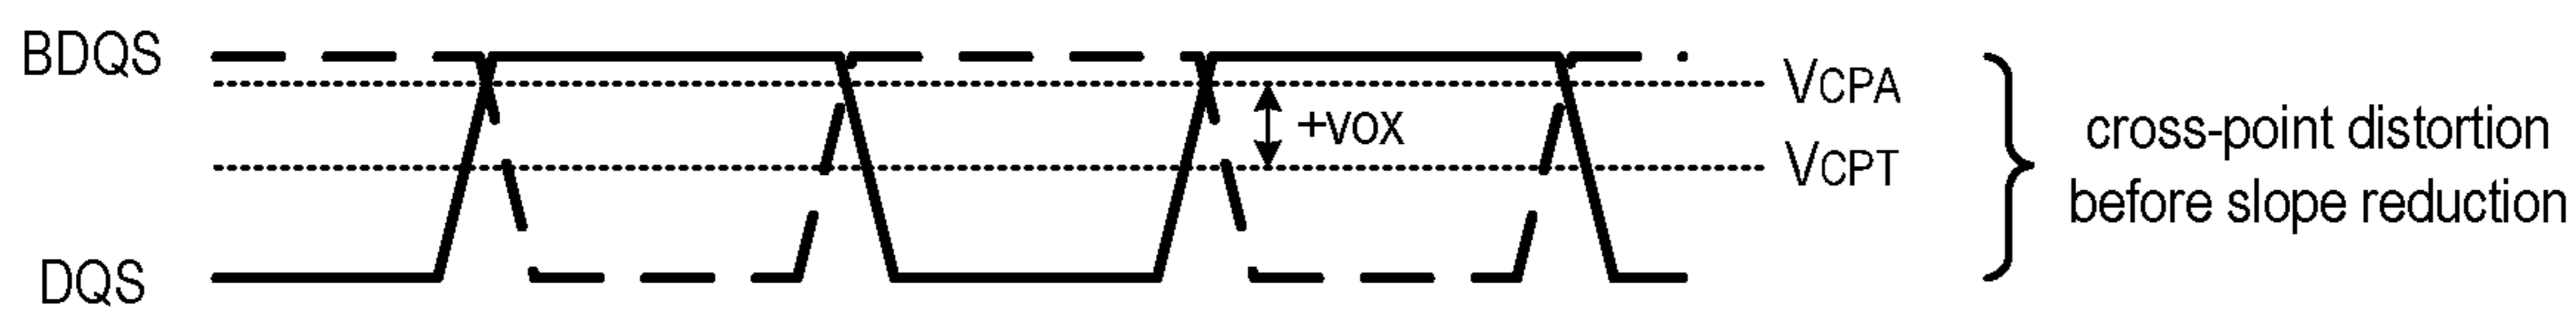 BDQS
VCPA
+VOX
VCPT
DQS
cross-point distortion
before slope reduction